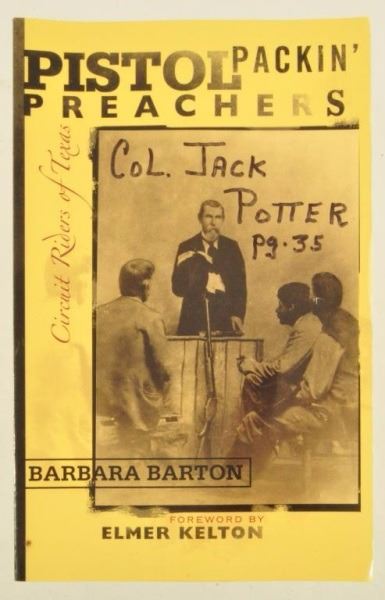 PISTOL PACKIN'
PREACHERS
Circuit Riders of Texas
COL. JACK
POTTER
pg. 35
BARBARA BARTON
FOREWORD BY
ELMER KELTON